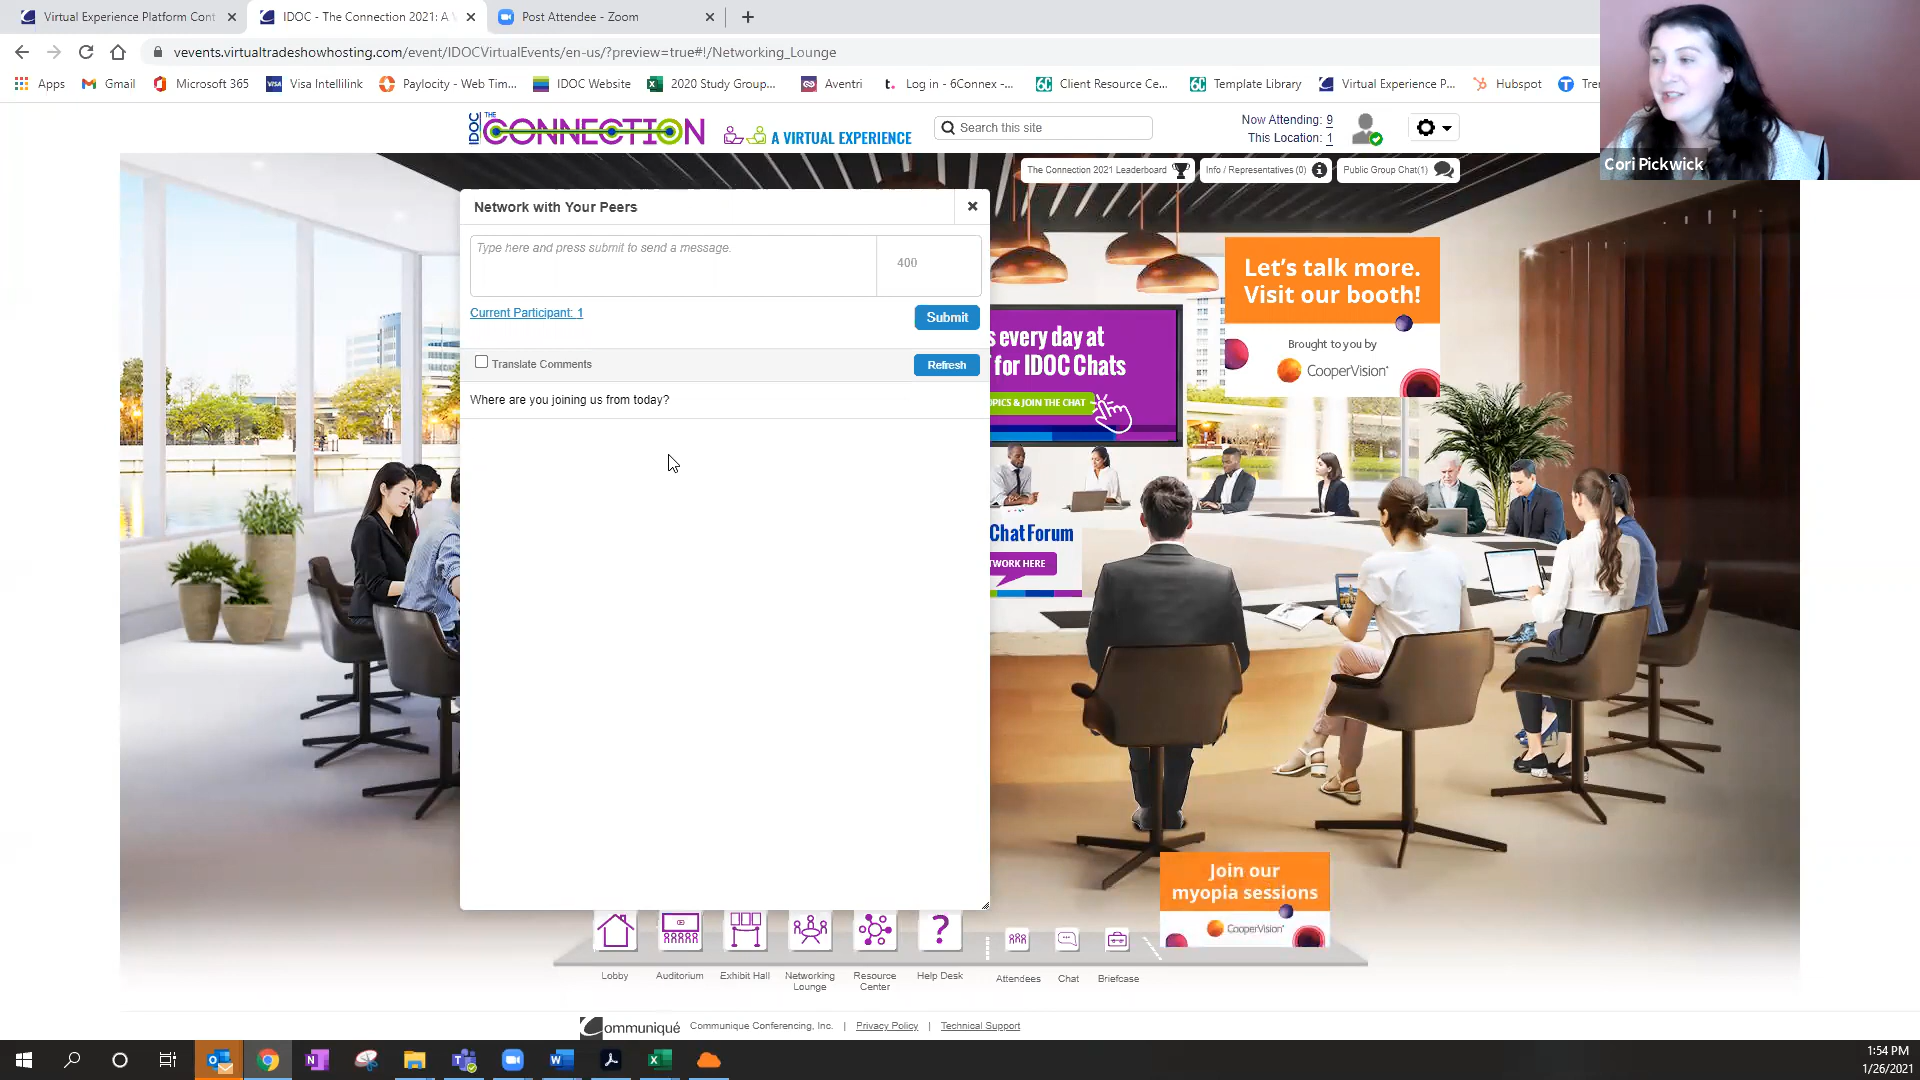 Virtual Experience Platform Cont
IDOC - The Connection 2021: A V
Post Attendee - Zoom
vevents.virtualtradeshowhosting.com/event/IDOCVirtualEvents/en-us/?preview=true#!/Networking_Lounge
Apps
Gmail
Microsoft 365
VISA
Visa Intellilink
Paylocity - Web Tim...
IDOC Website
2020 Study Group...
Aventri
t. Log in - 6Connex -...
6C
Client Resource Ce...
6C
Template Library
Virtual Experience P...
Hubspot
Tre
Cori Pickwick
IDOC THE CONNECTION
A VIRTUAL EXPERIENCE
Search this site
Now Attending: 9
This Location: 1
The Connection 2021 Leaderboard
Info / Representatives (0)
Public Group Chat(1)
Network with Your Peers
Type here and press submit to send a message.
400
Current Participant: 1
Submit
Translate Comments
Refresh
Where are you joining us from today?
s every day at
for IDOC Chats
OPICS & JOIN THE CHAT
Let's talk more.
Visit our booth!
Brought to you by
CooperVision
Chat Forum
TWORK HERE
Join our
myopia sessions
CooperVision
Lobby
Auditorium
Exhibit Hall
Networking
Lounge
Resource
Center
Help Desk
Attendees
Chat
Briefcase
Communiqué
Communique Conferencing, Inc. | Privacy Policy | Technical Support
1:54 PM
1/26/2021